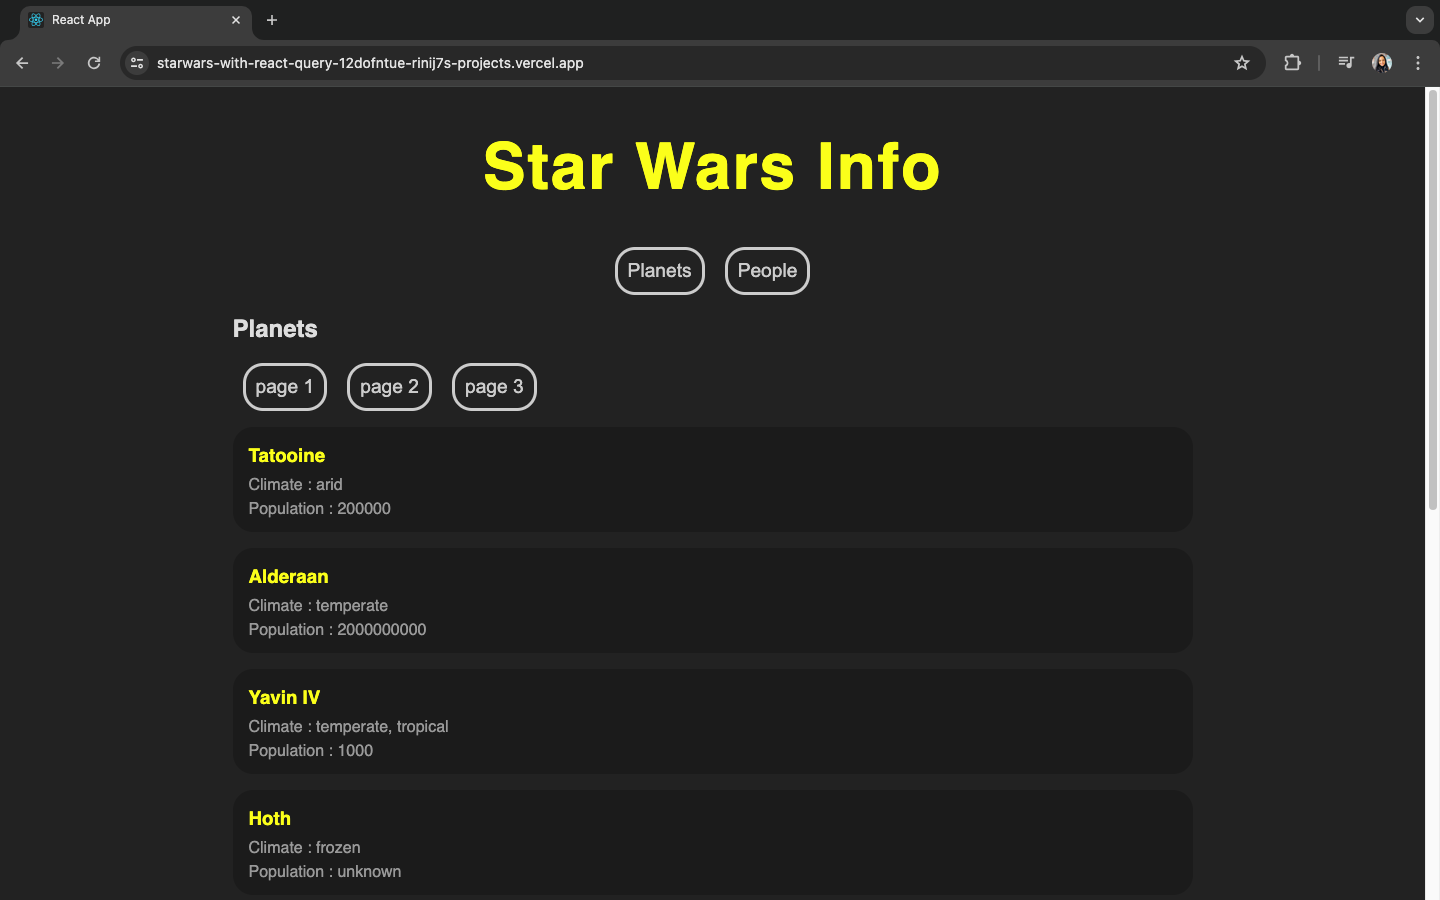 React App
starwars-with-react-query-12dofntue-rinij7s-projects.vercel.app
Star Wars Info
Planets People
Planets
page 1 page 2 page 3
Tatooine
Climate : arid
Population : 200000
Alderaan
Climate : temperate
Population : 2000000000
Yavin IV
Climate : temperate, tropical
Population : 1000
Hoth
Climate : frozen
Population : unknown